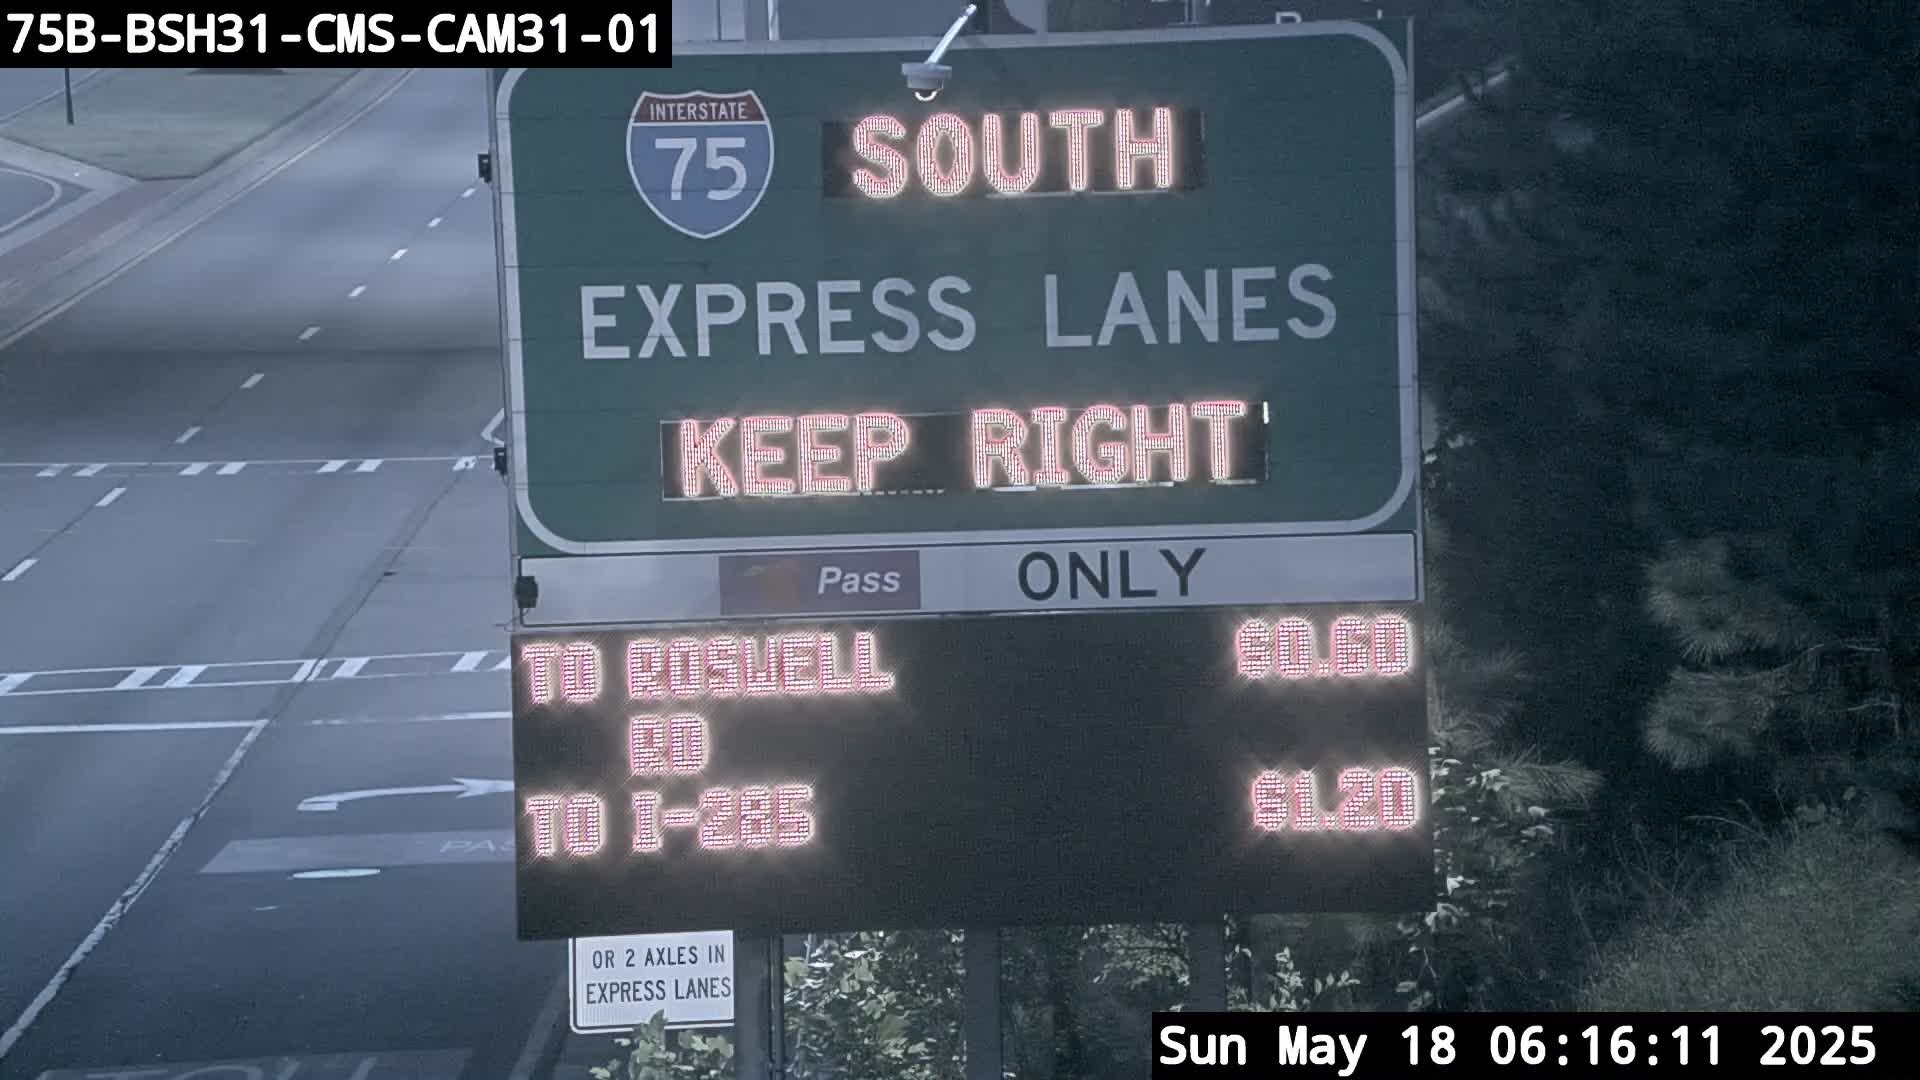 75B-BSH31-CMS-CAM31-01
INTERSTATE
75
SOUTH
EXPRESS LANES
KEEP RIGHT
Pass ONLY
TO ROSWELL $0.60
RD
TO I-285 $1.20
OR 2 AXLES IN
EXPRESS LANES
Sun May 18 06:16:11 2025